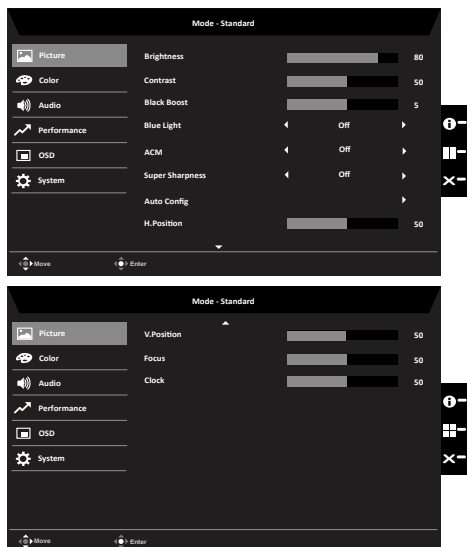 Mode - Standard
Picture
Brightness 80
Color
Contrast 50
Audio
Black Boost 5
Performance
Blue Light Off
OSD
ACM Off
System
Super Sharpness Off
Auto Config
H.Position 50
Move Enter
Mode - Standard
Picture
V.Position 50
Color
Focus 50
Audio
Clock 50
Performance
OSD
System
Move Enter